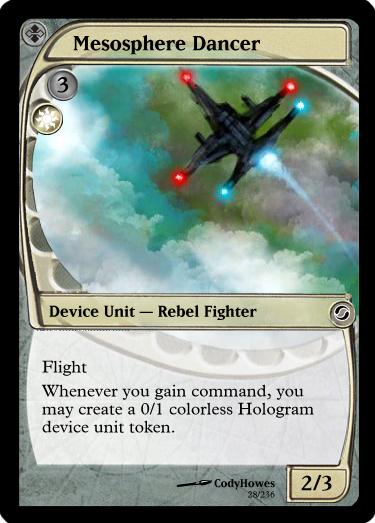 Mesosphere Dancer
3
Device Unit — Rebel Fighter
Flight
Whenever you gain command, you
may create a 0/1 colorless Hologram
device unit token.
CodyHowes
28/236
2/3